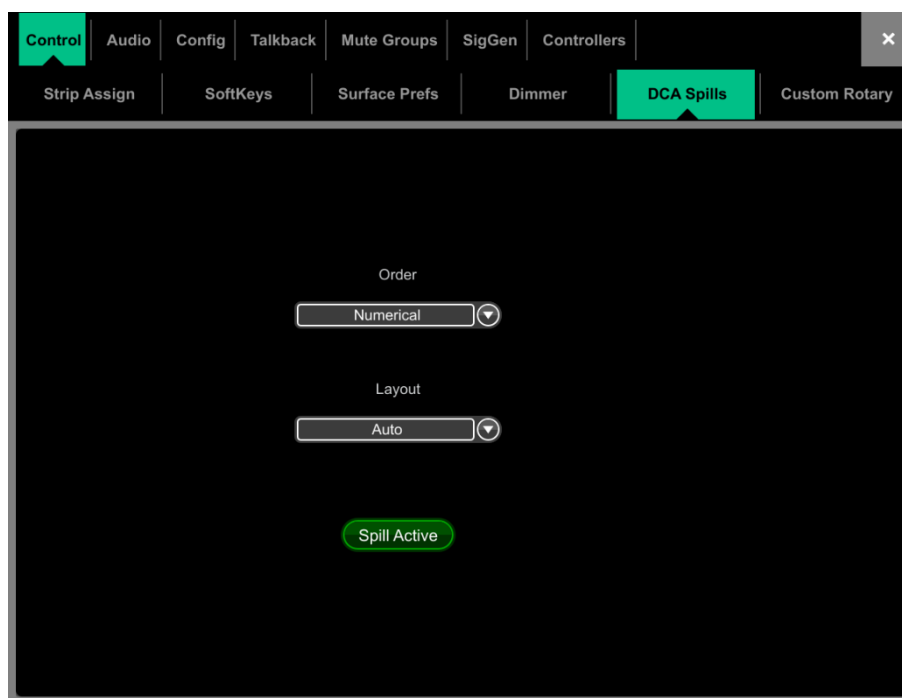 Control Audio Config Talkback Mute Groups SigGen Controllers ×
Strip Assign SoftKeys Surface Prefs Dimmer DCA Spills Custom Rotary
Order
Numerical
Layout
Auto
Spill Active